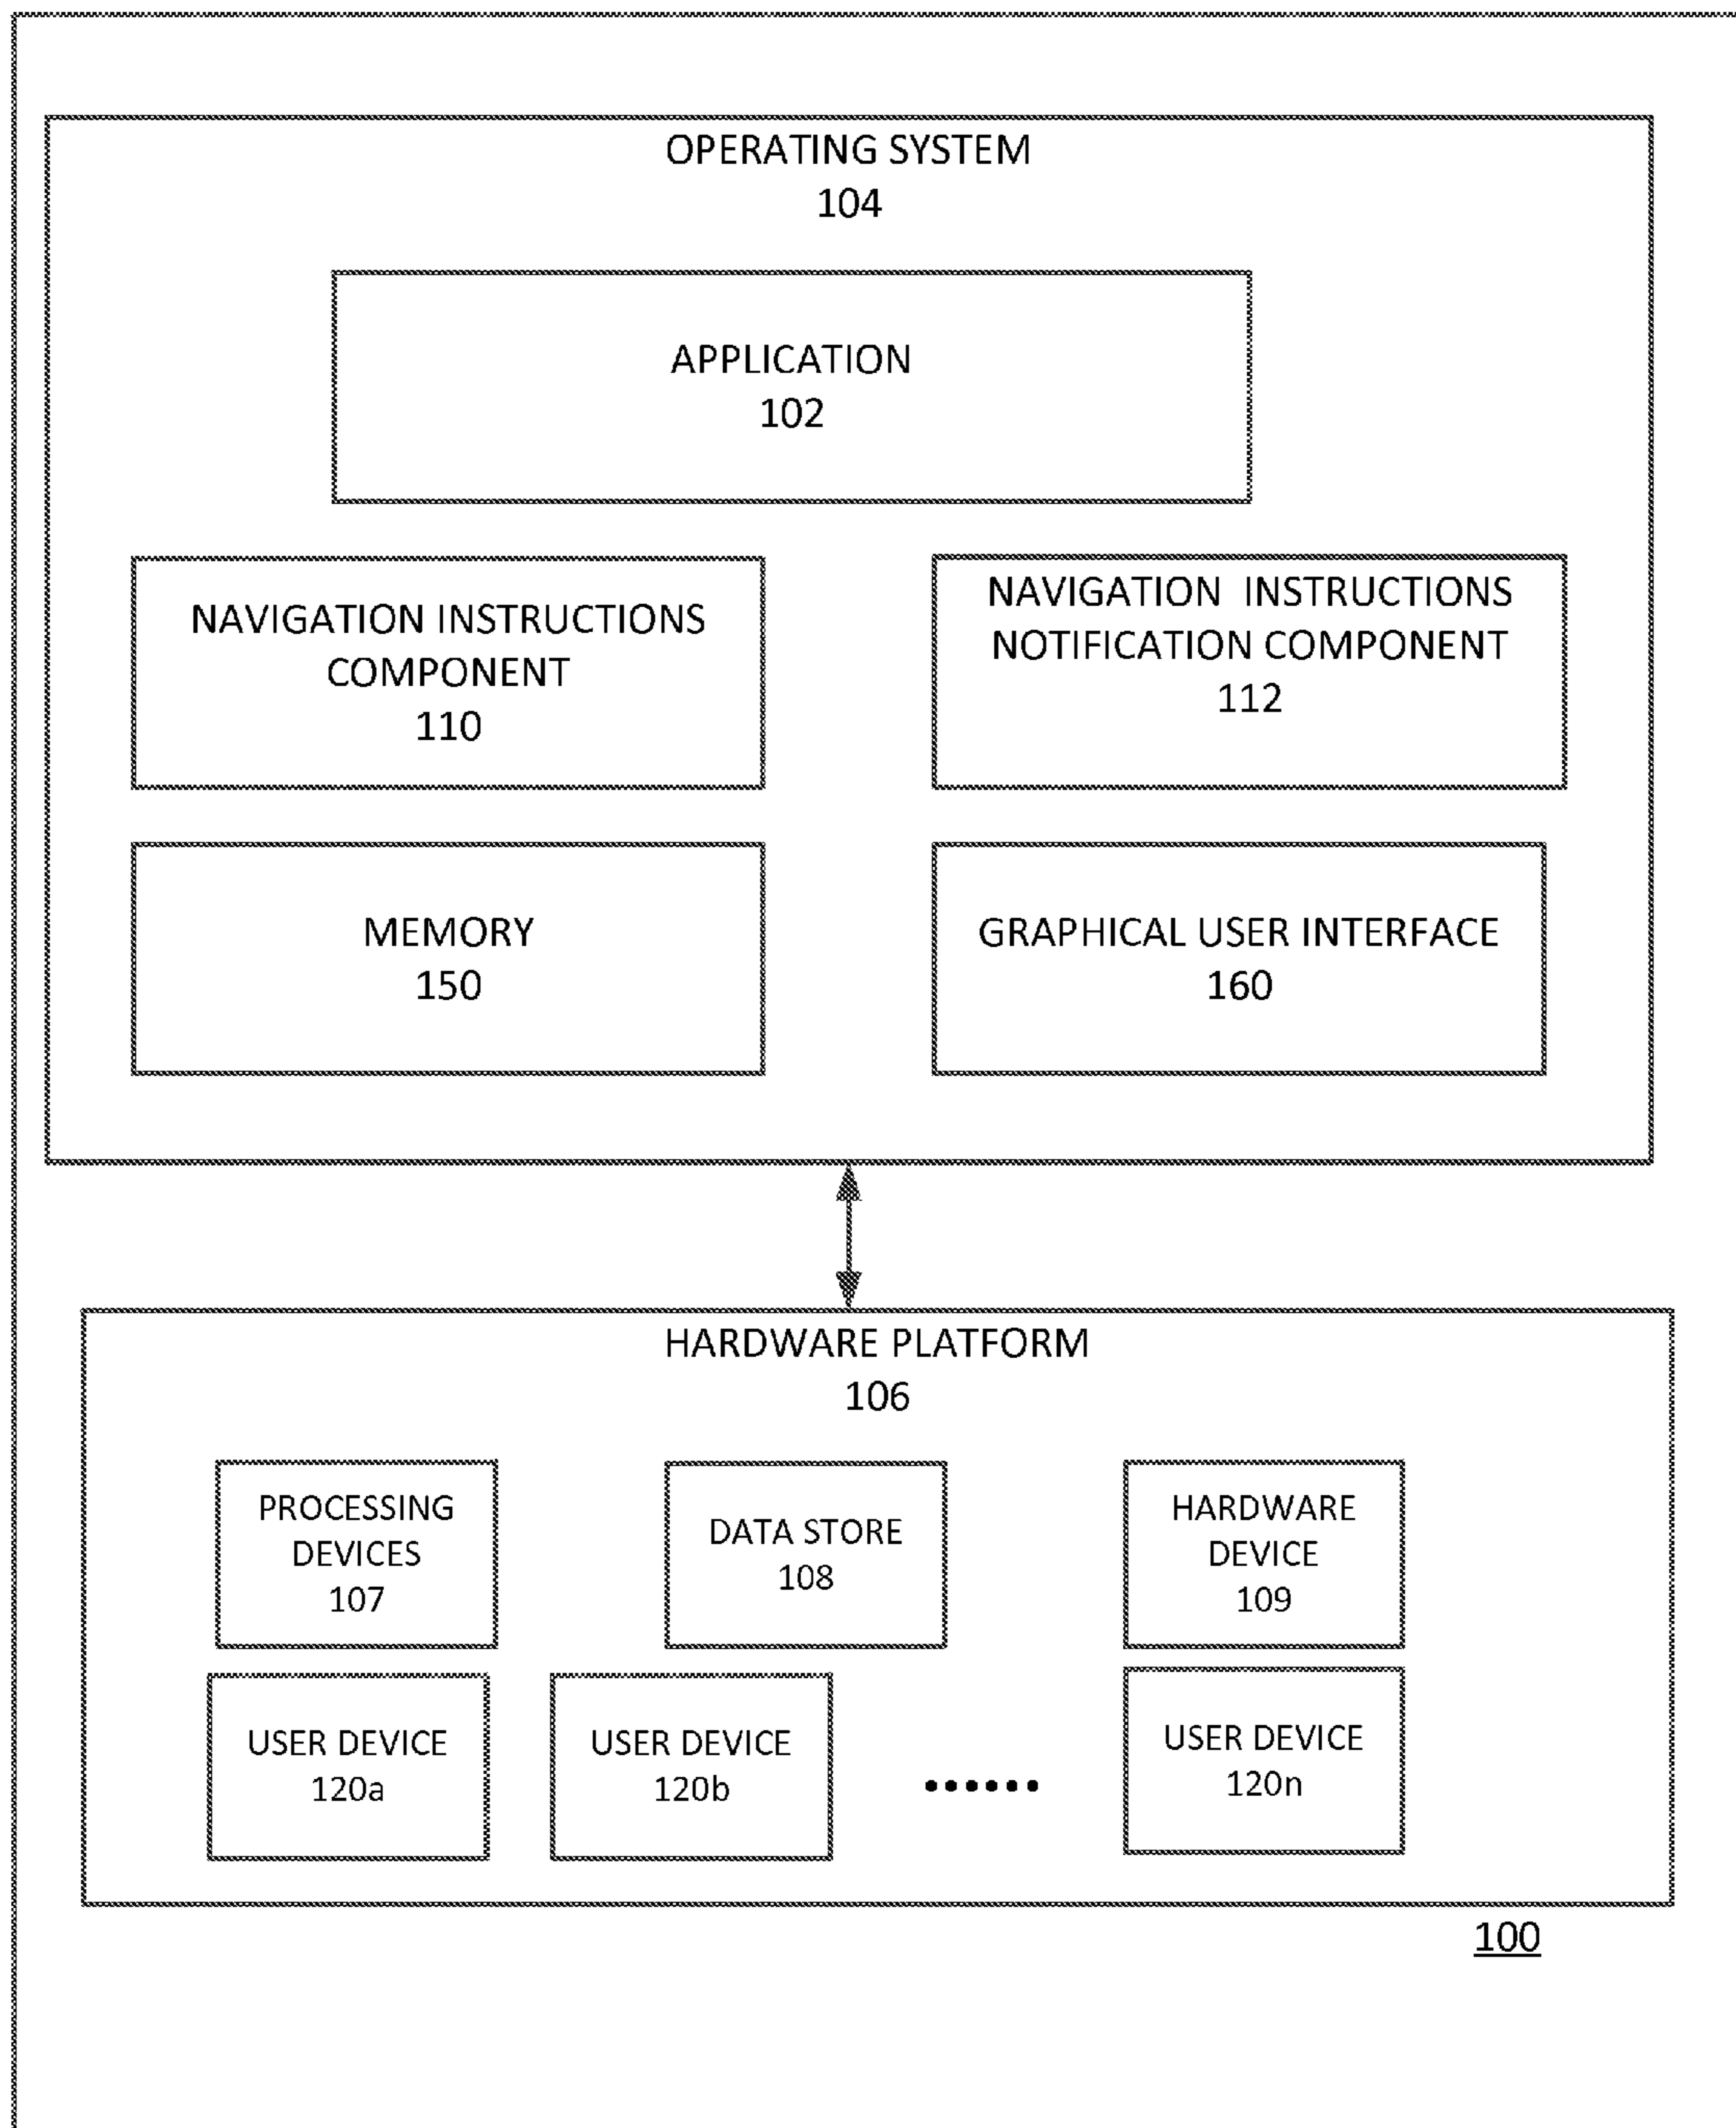 OPERATING SYSTEM
104
APPLICATION
102
NAVIGATION INSTRUCTIONS
COMPONENT
110
NAVIGATION INSTRUCTIONS
NOTIFICATION COMPONENT
112
MEMORY
150
GRAPHICAL USER INTERFACE
160
HARDWARE PLATFORM
106
PROCESSING
DEVICES
107
DATA STORE
108
HARDWARE
DEVICE
109
USER DEVICE
120a
USER DEVICE
120b
......
USER DEVICE
120n
100